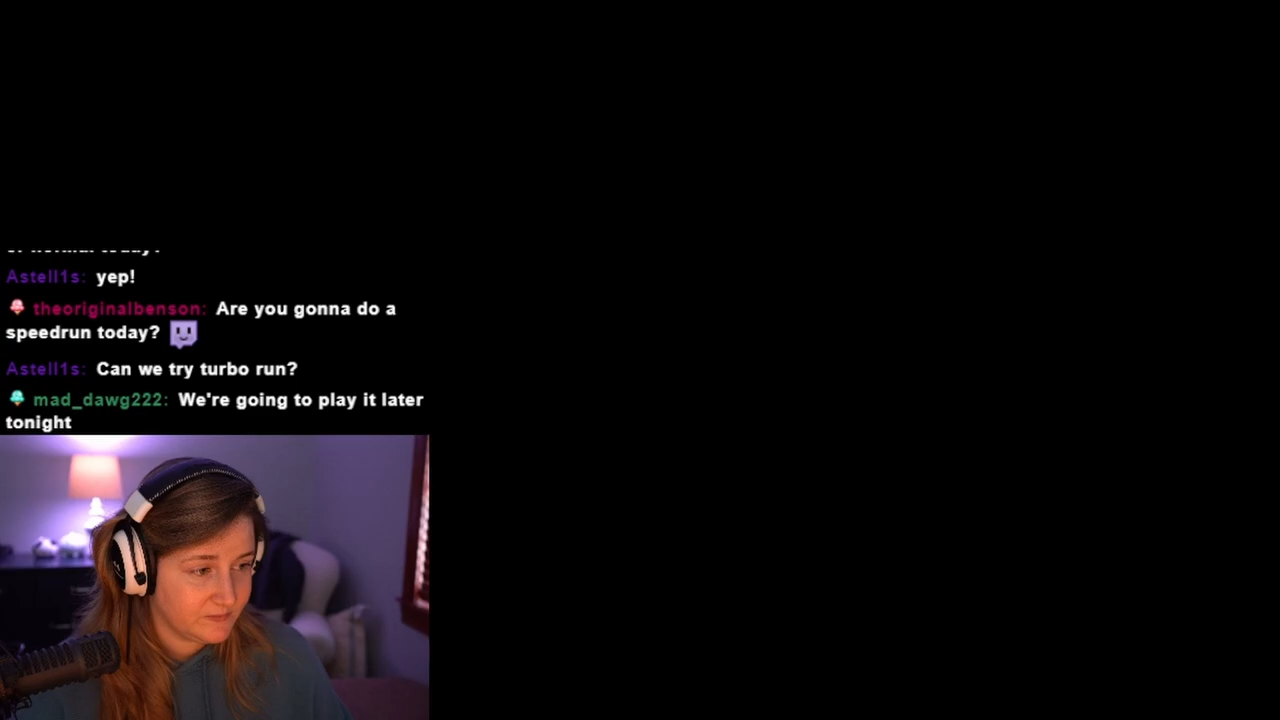 Astell1s: yep!
theoriginalbenson: Are you gonna do a
speedrun today?
Astell1s: Can we try turbo run?
mad_dawg222: We're going to play it later
tonight